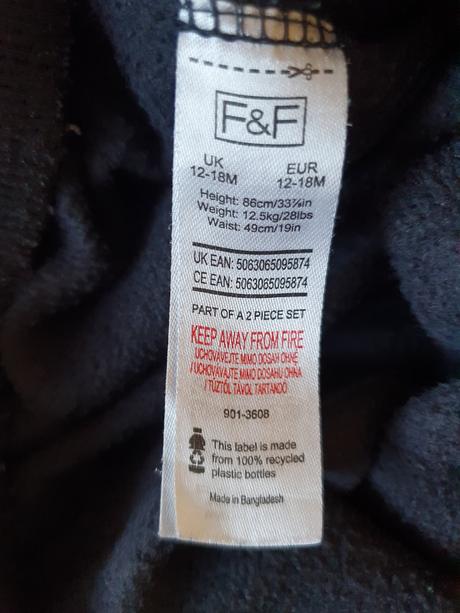 F&F
UK EUR
12-18M 12-18M
Height: 86cm/33⅞in
Weight: 12.5kg/28lbs
Waist: 49cm/19in
UK EAN: 5063065095874
CE EAN: 5063065095874
PART OF A 2 PIECE SET
KEEP AWAY FROM FIRE
UCHOVÁVEJTE MIMO DOSAH OHNĚ
/ UCHOVÁVAJTE MIMO DOSAHU OHŇA
/ TŰZTŐL TÁVOL TARTANDÓ
901-3608
This label is made
from 100% recycled
plastic bottles
Made in Bangladesh